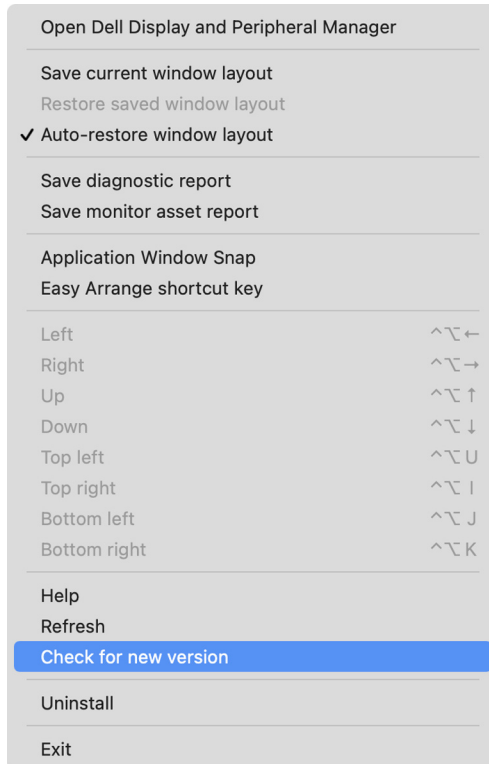 Open Dell Display and Peripheral Manager
Save current window layout
Restore saved window layout
✓ Auto-restore window layout
Save diagnostic report
Save monitor asset report
Application Window Snap
Easy Arrange shortcut key
Left ^⌥←
Right ^⌥→
Up ^⌥↑
Down ^⌥↓
Top left ^⌥U
Top right ^⌥I
Bottom left ^⌥J
Bottom right ^⌥K
Help
Refresh
Check for new version
Uninstall
Exit